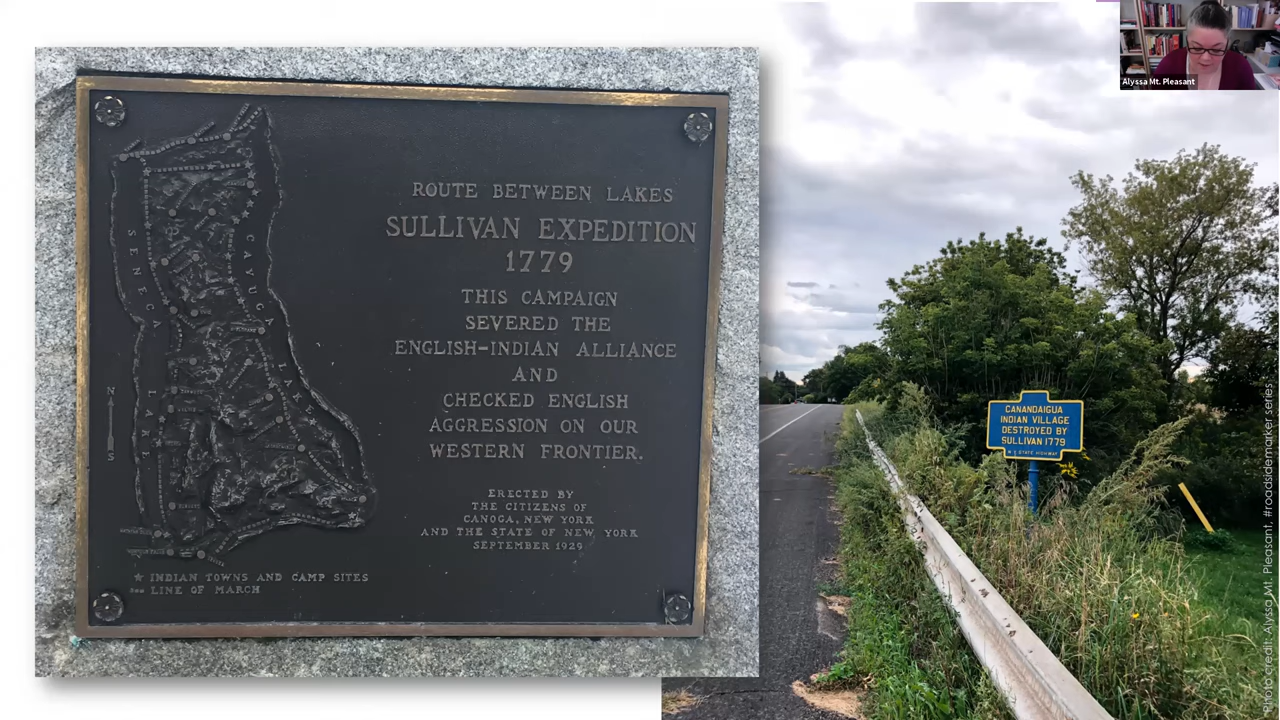 ROUTE BETWEEN LAKES
SULLIVAN EXPEDITION
1779
THIS CAMPAIGN
SEVERED THE
ENGLISH-INDIAN ALLIANCE
AND
CHECKED ENGLISH
AGGRESSION ON OUR
WESTERN FRONTIER.
ERECTED BY
THE CITIZENS OF
CANOGA, NEW YORK
AND THE STATE OF NEW YORK
SEPTEMBER 1929
SENECA LAKE
CAYUGA LAKE
N
S
★ INDIAN TOWNS AND CAMP SITES
LINE OF MARCH
CANANDAIGUA
INDIAN VILLAGE
DESTROYED BY
SULLIVAN 1779
N.Y. STATE HIGHWAY
Alyssa Mt. Pleasant
Photo credit: Alyssa Mt. Pleasant, #roadsidemarker series